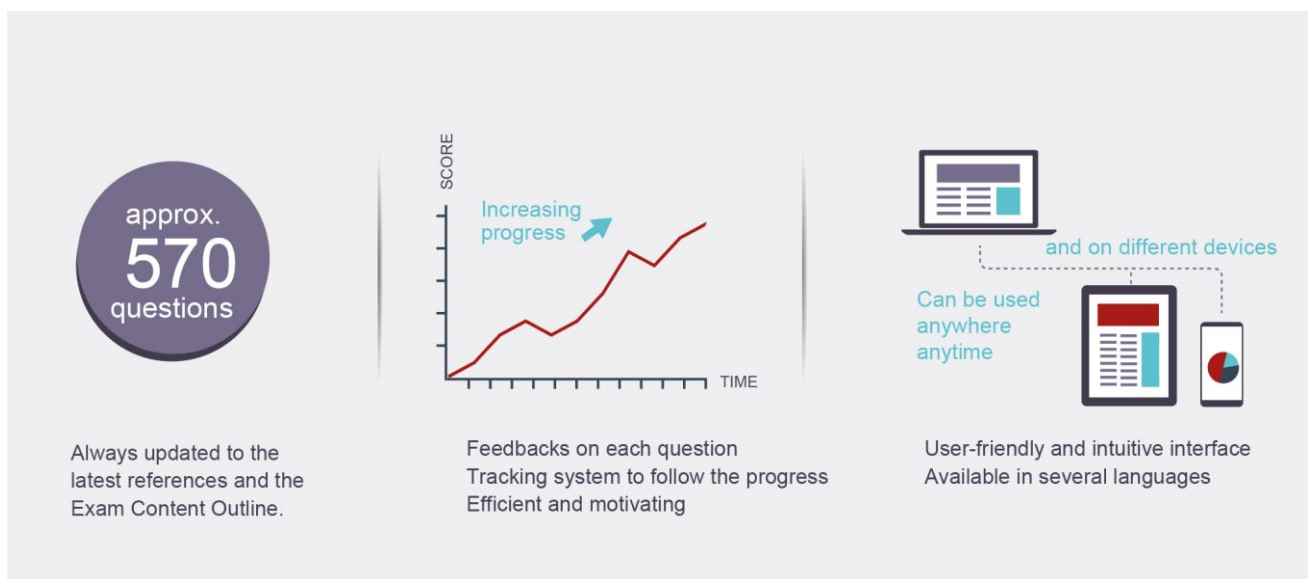 approx.
570
questions
Always updated to the
latest references and the
Exam Content Outline.
SCORE
Increasing
progress
TIME
Feedbacks on each question
Tracking system to follow the progress
Efficient and motivating
and on different devices
Can be used
anywhere
anytime
User-friendly and intuitive interface
Available in several languages